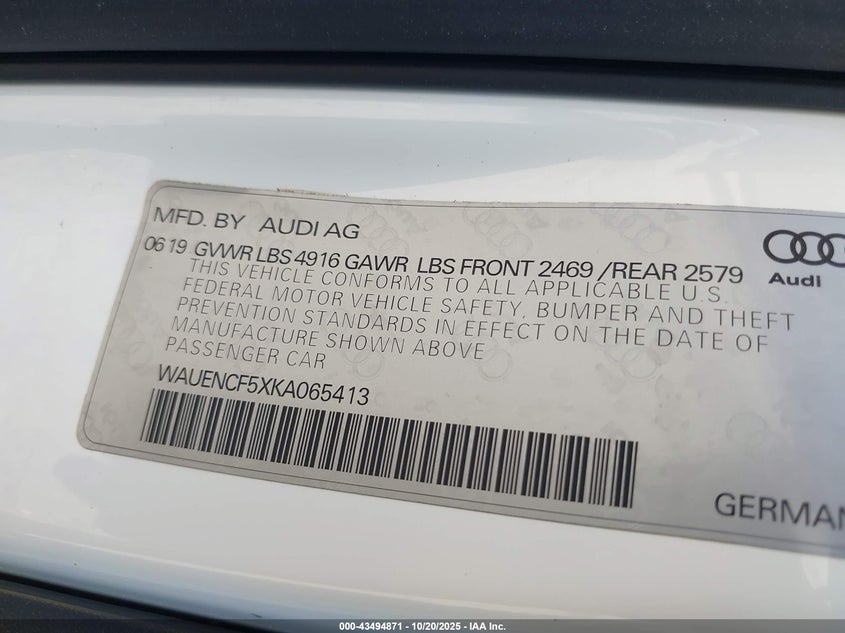 MFD. BY AUDI AG
06 19 GVWR LBS 4916 GAWR LBS FRONT 2469 /REAR 2579
THIS VEHICLE CONFORMS TO ALL APPLICABLE U.S.
FEDERAL MOTOR VEHICLE SAFETY, BUMPER AND THEFT
PREVENTION STANDARDS IN EFFECT ON THE DATE OF
MANUFACTURE SHOWN ABOVE
PASSENGER CAR
WAUENCF5XKA065413
Audi
GERMAN
000-43494871 - 10/20/2025 - IAA Inc.